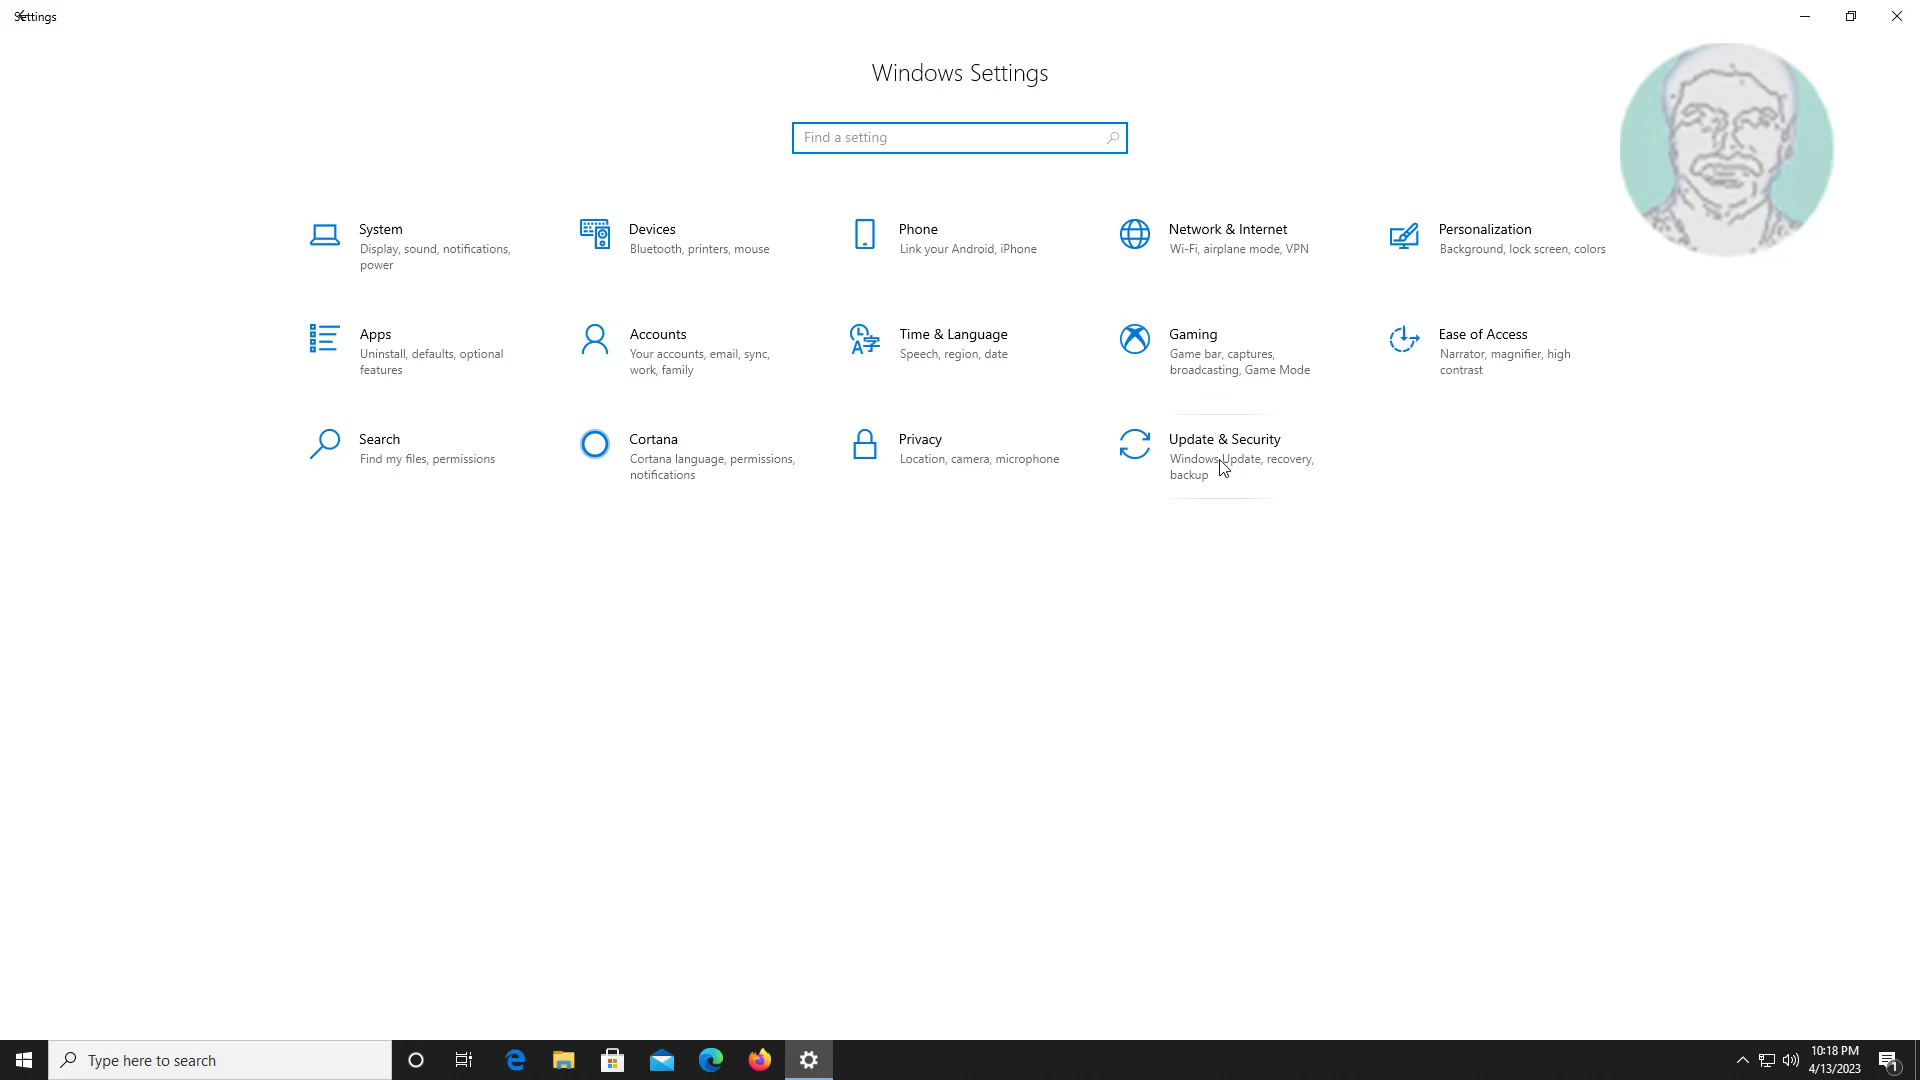 Settings
Windows Settings
Find a setting
System
Display, sound, notifications,
power
Devices
Bluetooth, printers, mouse
Phone
Link your Android, iPhone
Network & Internet
Wi-Fi, airplane mode, VPN
Personalization
Background, lock screen, colors
Apps
Uninstall, defaults, optional
features
Accounts
Your accounts, email, sync,
work, family
Time & Language
Speech, region, date
Gaming
Game bar, captures,
broadcasting, Game Mode
Ease of Access
Narrator, magnifier, high
contrast
Search
Find my files, permissions
Cortana
Cortana language, permissions,
notifications
Privacy
Location, camera, microphone
Update & Security
Windows Update, recovery,
backup
Type here to search
10:18 PM
4/13/2023
1